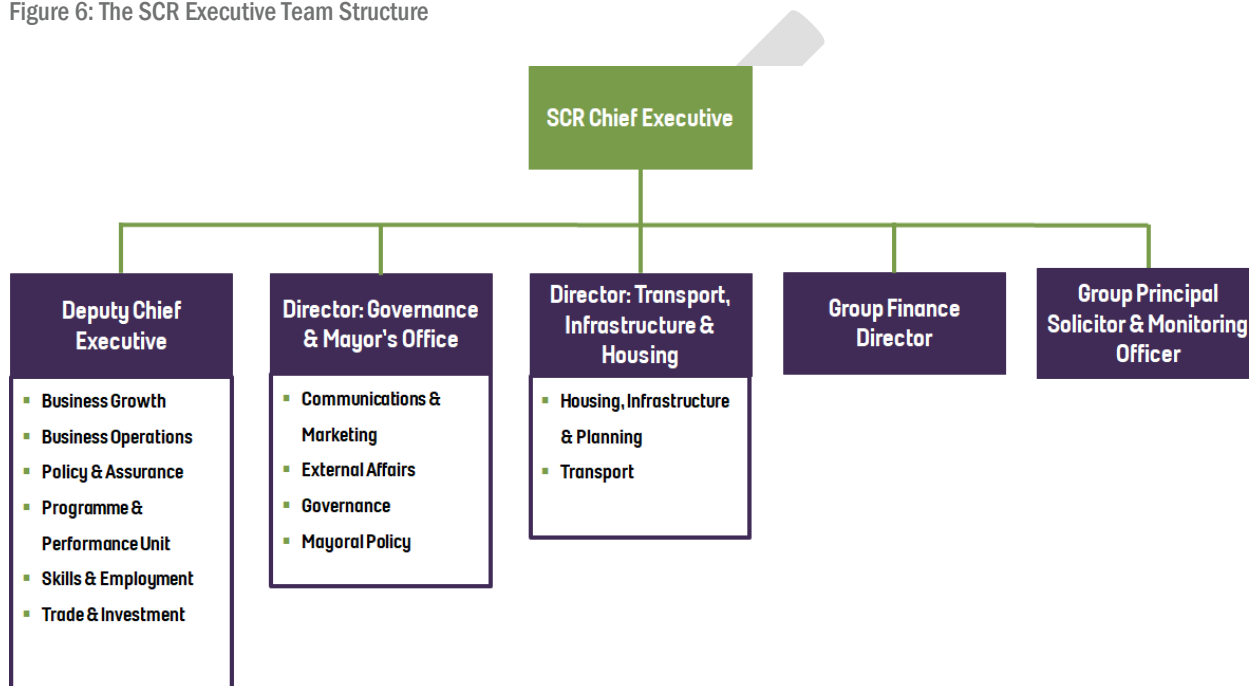 Figure 6: The SCR Executive Team Structure
SCR Chief Executive
Deputy Chief
Executive
Business Growth
Business Operations
Policy & Assurance
Programme &
Performance Unit
Skills & Employment
Trade & Investment
Director: Governance
& Mayor's Office
Communications &
Marketing
External Affairs
Governance
Mayoral Policy
Director: Transport,
Infrastructure &
Housing
Housing, Infrastructure
& Planning
Transport
Group Finance
Director
Group Principal
Solicitor & Monitoring
Officer